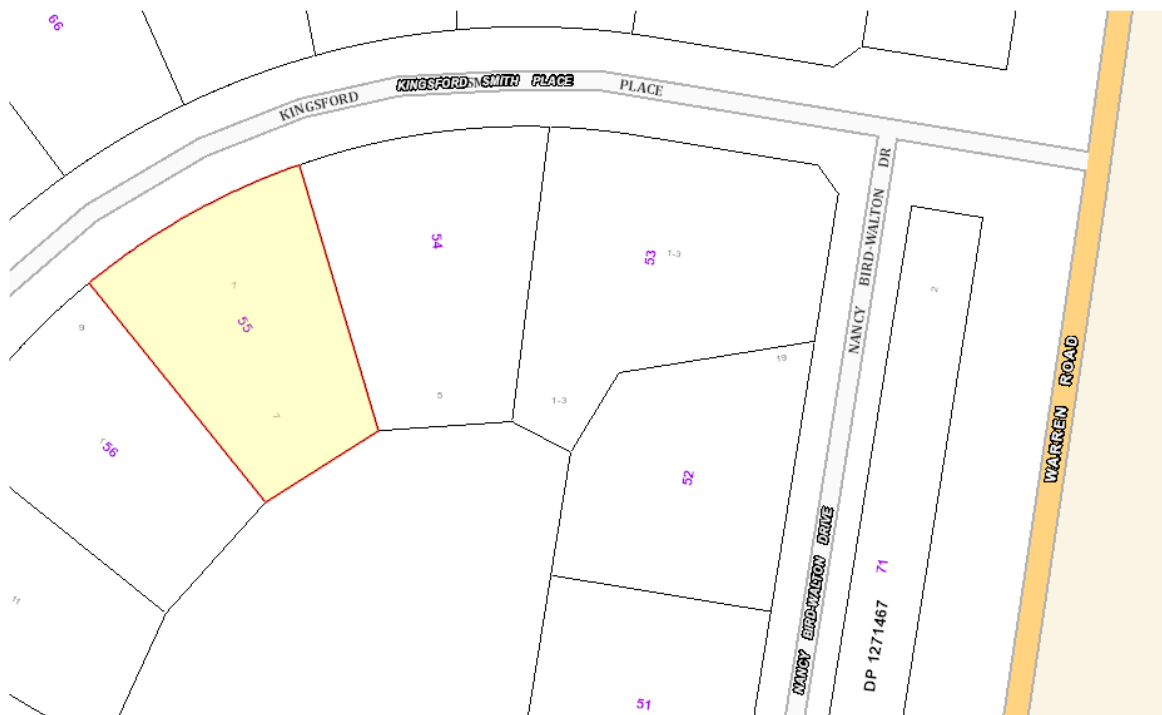 66
KINGSFORD
KINGSFORD SMITH PLACE
PLACE
NANCY BIRD-WALTON DR
54
53
1-3
7
55
2
9
19
WARREN ROAD
7
5
1-3
56
52
NANCY BIRD-WALTON DRIVE
71
11
DP 1271467
51